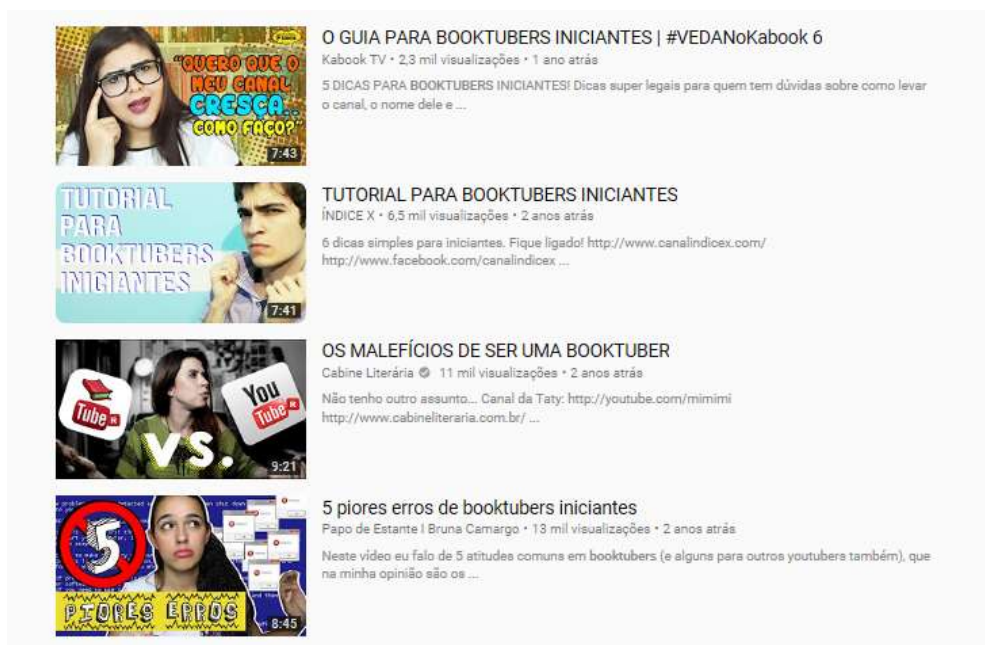 "QUERO QUE O
MEU CANAL
CRESÇA..
COMO FAÇO?"
7:43
O GUIA PARA BOOKTUBERS INICIANTES | #VEDANoKabook 6
Kabook TV • 2,3 mil visualizações • 1 ano atrás
5 DICAS PARA BOOKTUBERS INICIANTES! Dicas super legais para quem tem dúvidas sobre como levar
o canal, o nome dele e ...
TUTORIAL
PARA
BOOKTUBERS
INICIANTES
7:41
TUTORIAL PARA BOOKTUBERS INICIANTES
ÍNDICE X • 6,5 mil visualizações • 2 anos atrás
6 dicas simples para iniciantes. Fique ligado! http://www.canalindicex.com/
http://www.facebook.com/canalindicex ...
Tube
You
Tube
VS.
9:21
OS MALEFÍCIOS DE SER UMA BOOKTUBER
Cabine Literária 11 mil visualizações • 2 anos atrás
Não tenho outro assunto... Canal da Taty: http://youtube.com/mimimi
http://www.cabineliteraria.com.br/ ...
5
PIORES ERROS
8:45
5 piores erros de booktubers iniciantes
Papo de Estante l Bruna Camargo • 13 mil visualizações • 2 anos atrás
Neste vídeo eu falo de 5 atitudes comuns em booktubers (e alguns para outros youtubers também), que
na minha opinião são os ...